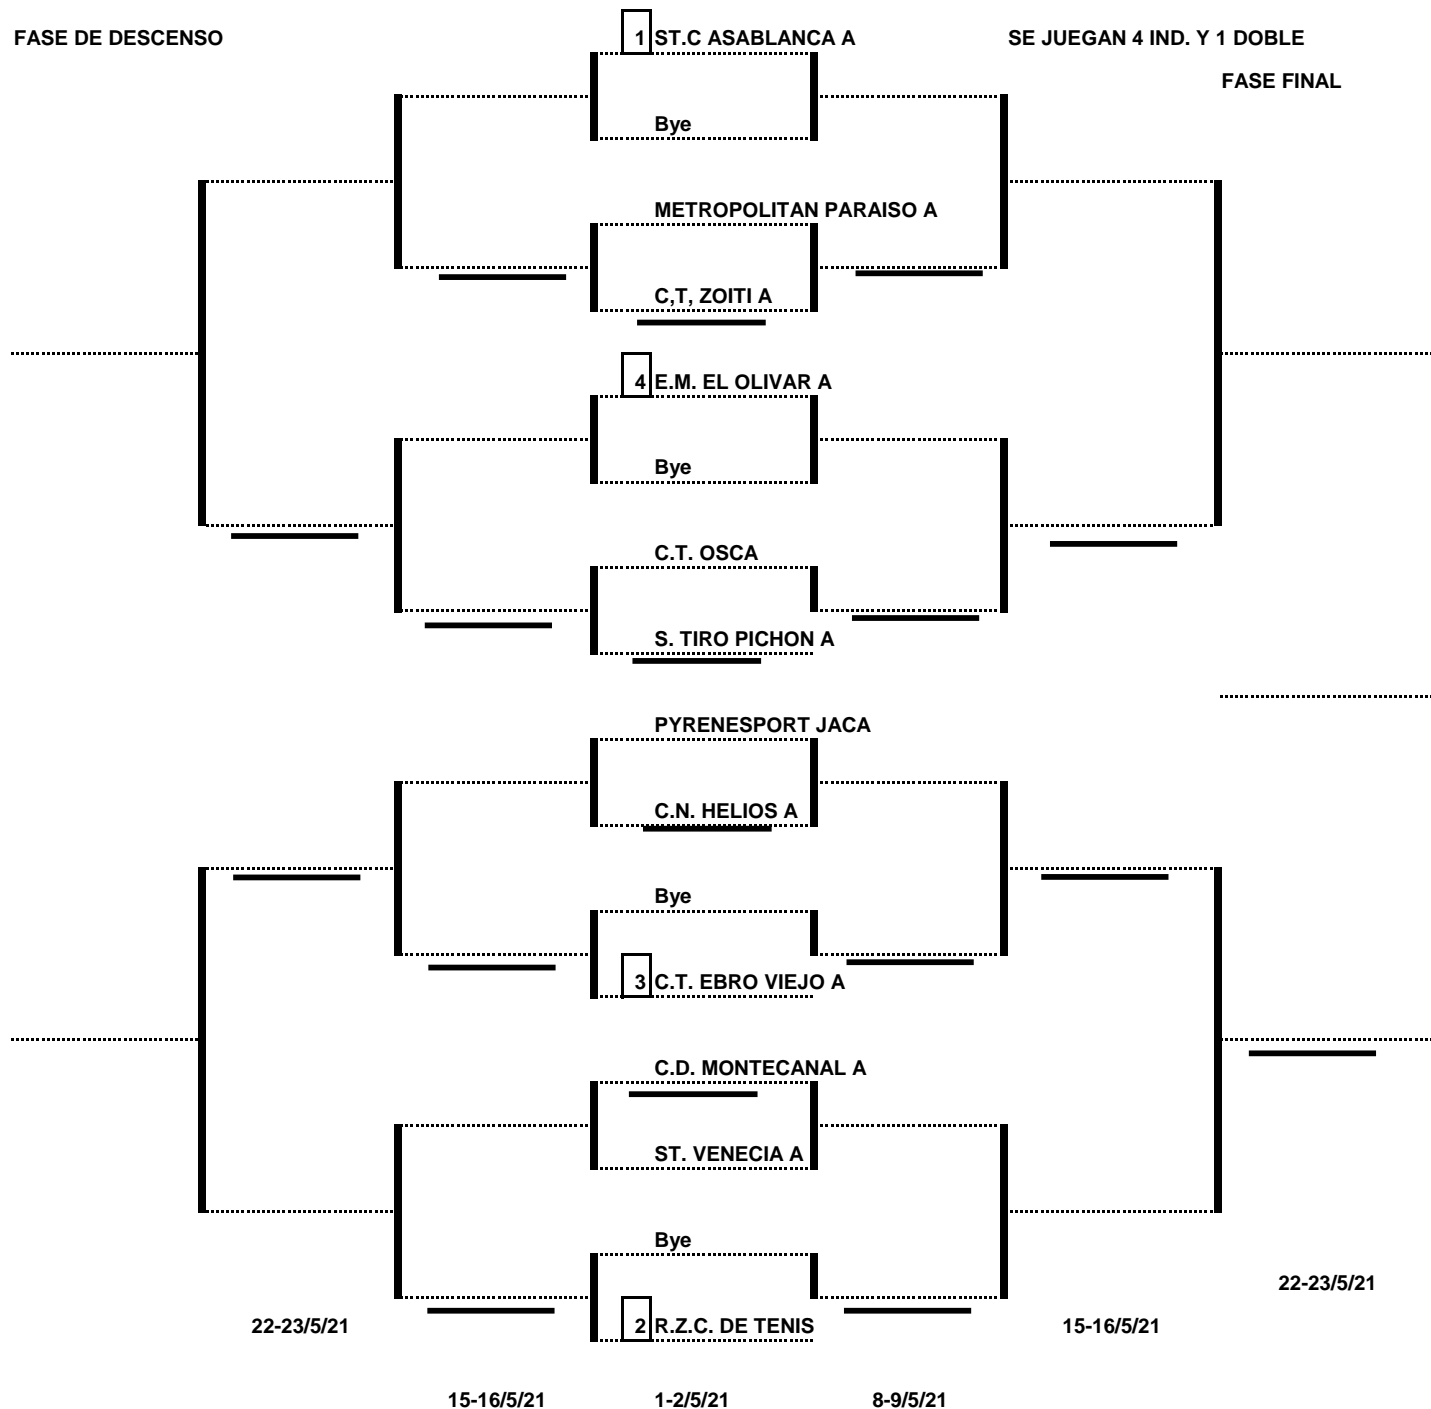 FASE DE DESCENSO
1 ST.C ASABLANCA A
SE JUEGAN 4 IND. Y 1 DOBLE
FASE FINAL
Bye
METROPOLITAN PARAISO A
C,T, ZOITI A
4 E.M. EL OLIVAR A
Bye
C.T. OSCA
S. TIRO PICHON A
PYRENESPORT JACA
C.N. HELIOS A
Bye
3 C.T. EBRO VIEJO A
C.D. MONTECANAL A
ST. VENECIA A
Bye
22-23/5/21
22-23/5/21
2 R.Z.C. DE TENIS
15-16/5/21
15-16/5/21
1-2/5/21
8-9/5/21